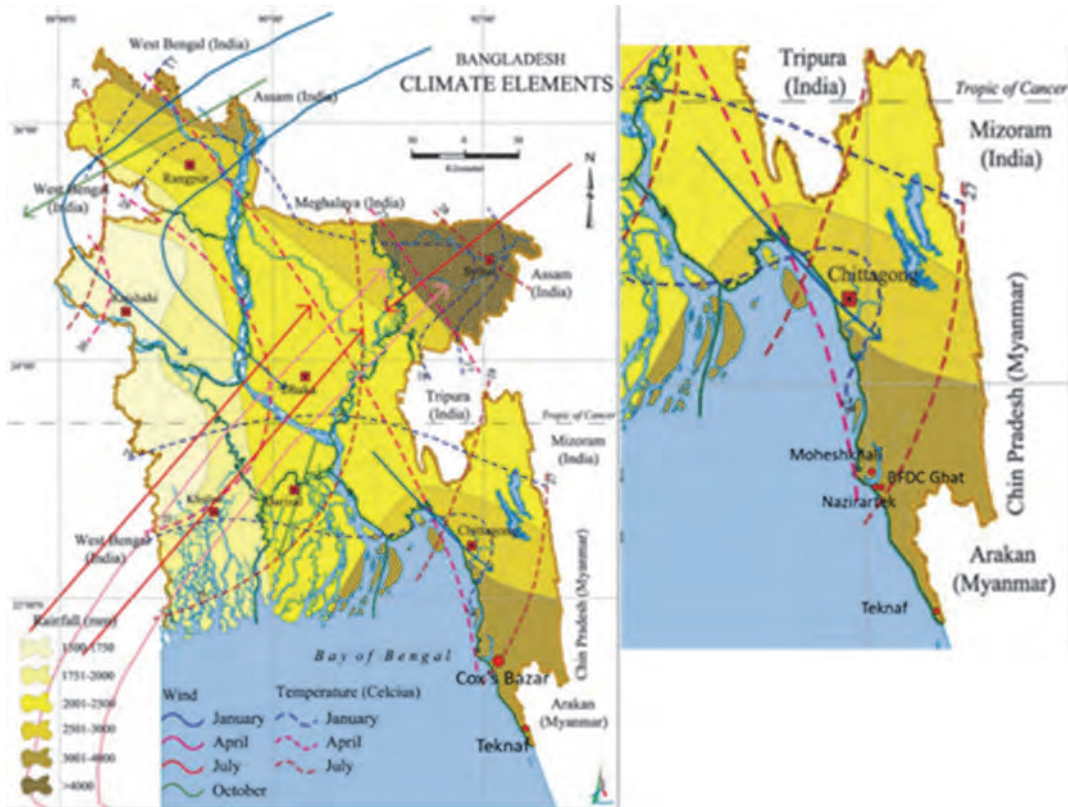 West Bengal (India)
BANGLADESH
CLIMATE ELEMENTS
Assam (India)
Rangpur
Kilometer
N
West Bengal
(India)
Meghalaya (India)
Assam
(India)
Dhaka
Tripura
(India)
Tropic of Cancer
Mizoram
(India)
27
Barisal
Chittagong
West Bengal
(India)
Chin Pradesh (Myanmar)
Rainfall (mm)
1500-1750
1751-2000
2001-2500
2501-3000
3001-4000
>4000
Bay of Bengal
Cox's Bazar
Arakan
(Myanmar)
Teknaf
Wind
January
April
July
October
Temperature (Celcius)
January
April
July
Tripura
(India)
Tropic of Cancer
Mizoram
(India)
27
Chittagong
Chin Pradesh (Myanmar)
Moheshkhali
BFDC Ghat
Nazirartek
Arakan
(Myanmar)
Teknaf